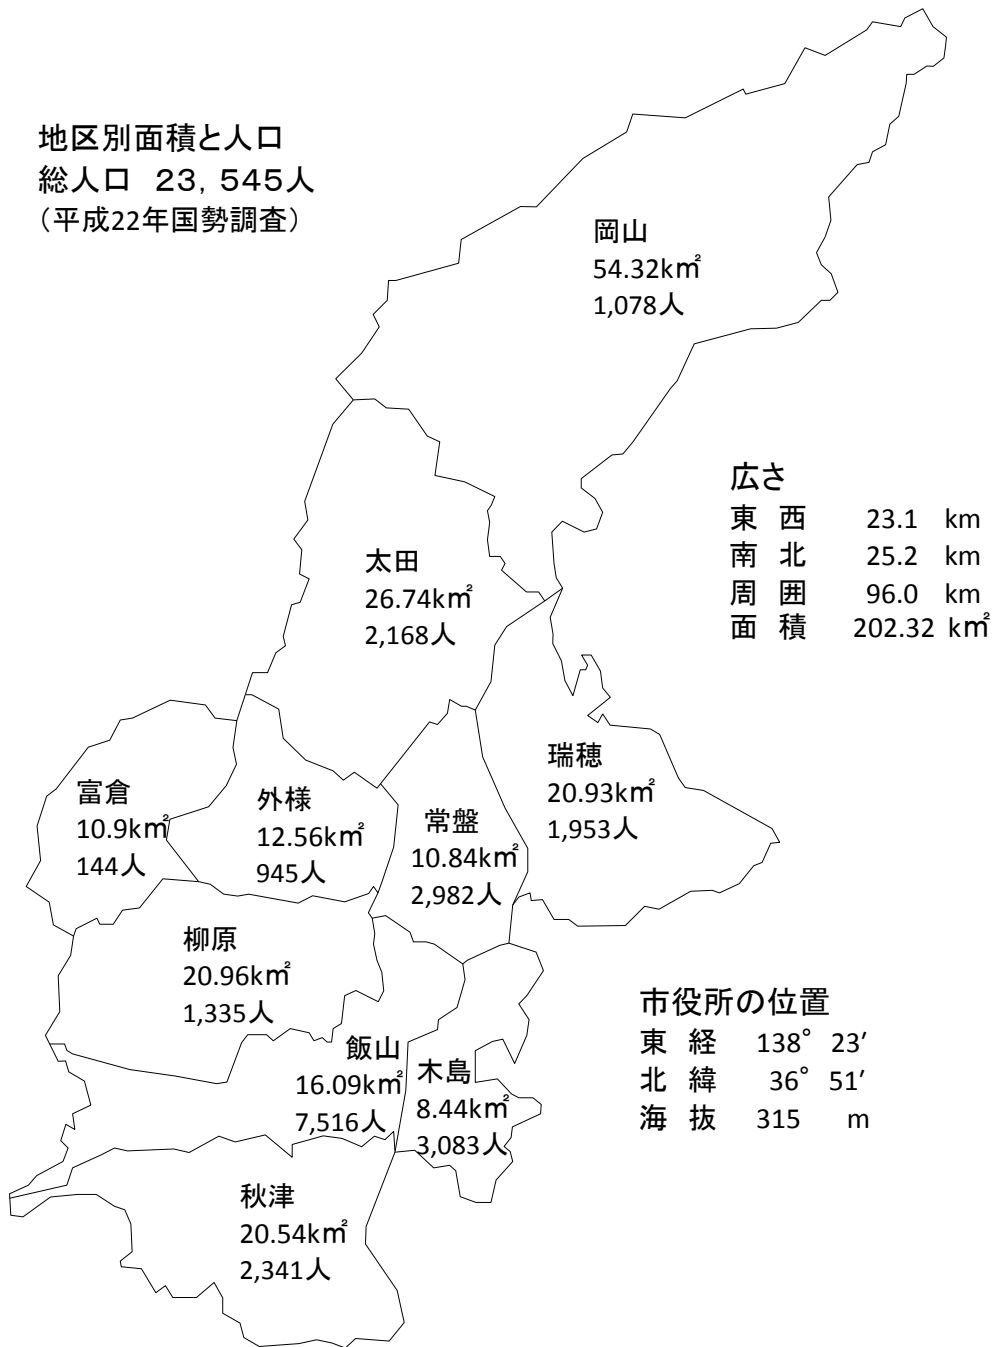 地区別面積と人口
総人口 23,545人
(平成22年国勢調査)
岡山
54.32k㎡
1,078人
広さ
東 西 23.1 km
南 北 25.2 km
周 囲 96.0 km
面 積 202.32 k㎡
太田
26.74k㎡
2,168人
瑞穂
20.93k㎡
1,953人
富倉
10.9k㎡
144人
外様
12.56k㎡
945人
常盤
10.84k㎡
2,982人
柳原
20.96k㎡
1,335人
市役所の位置
東 経 138° 23′
北 緯 36° 51′
海 抜 315 m
飯山
16.09k㎡
7,516人
木島
8.44k㎡
3,083人
秋津
20.54k㎡
2,341人